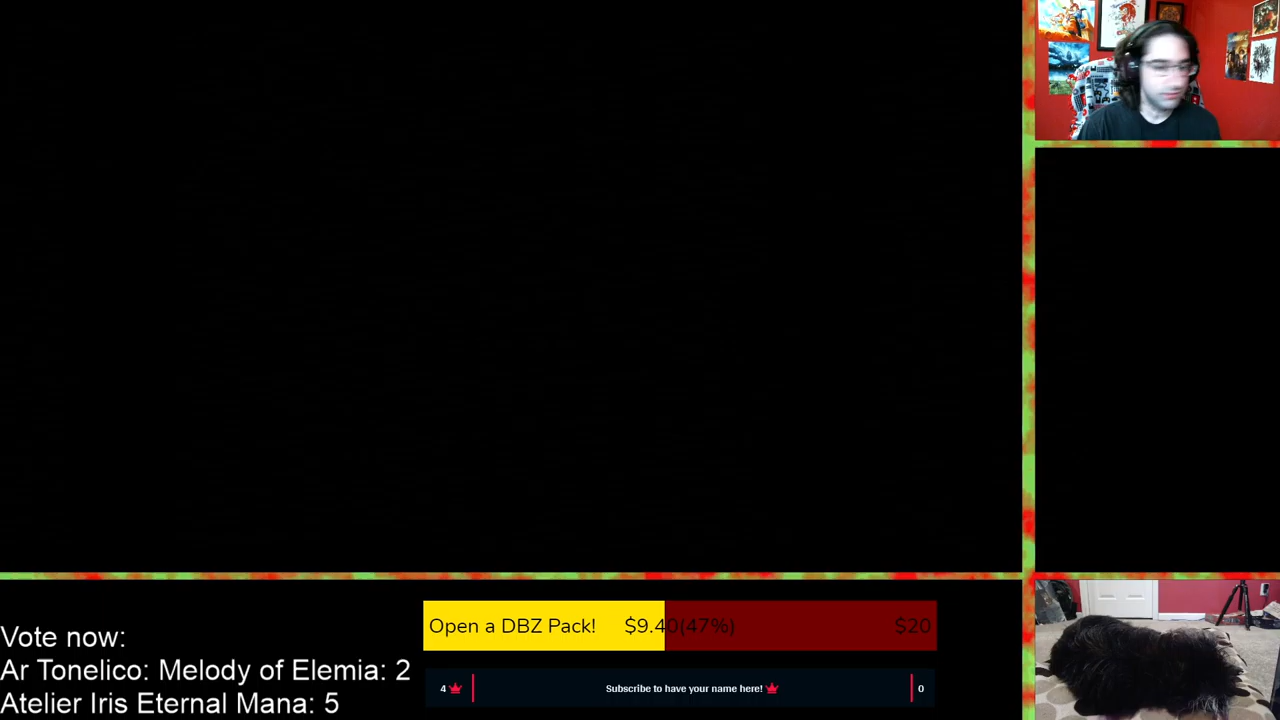 Open a DBZ Pack! $9.40(47%) $20
Vote now:
Ar Tonelico: Melody of Elemia: 2
Atelier Iris Eternal Mana: 5
4 Subscribe to have your name here! 0